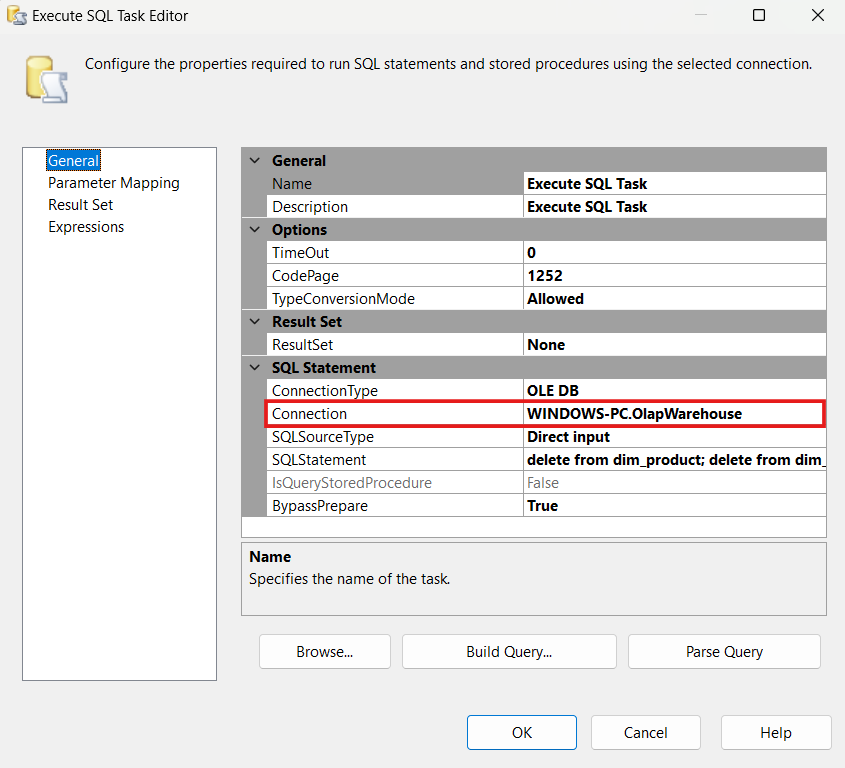 Execute SQL Task Editor
Configure the properties required to run SQL statements and stored procedures using the selected connection.
General
Parameter Mapping
Result Set
Expressions
General
Name Execute SQL Task
Description Execute SQL Task
Options
TimeOut 0
CodePage 1252
TypeConversionMode Allowed
Result Set
ResultSet None
SQL Statement
ConnectionType OLE DB
Connection WINDOWS-PC.OlapWarehouse
SQLSourceType Direct input
SQLStatement delete from dim_product; delete from dim_
IsQueryStoredProcedure False
BypassPrepare True
Name
Specifies the name of the task.
Browse... Build Query... Parse Query
OK Cancel Help